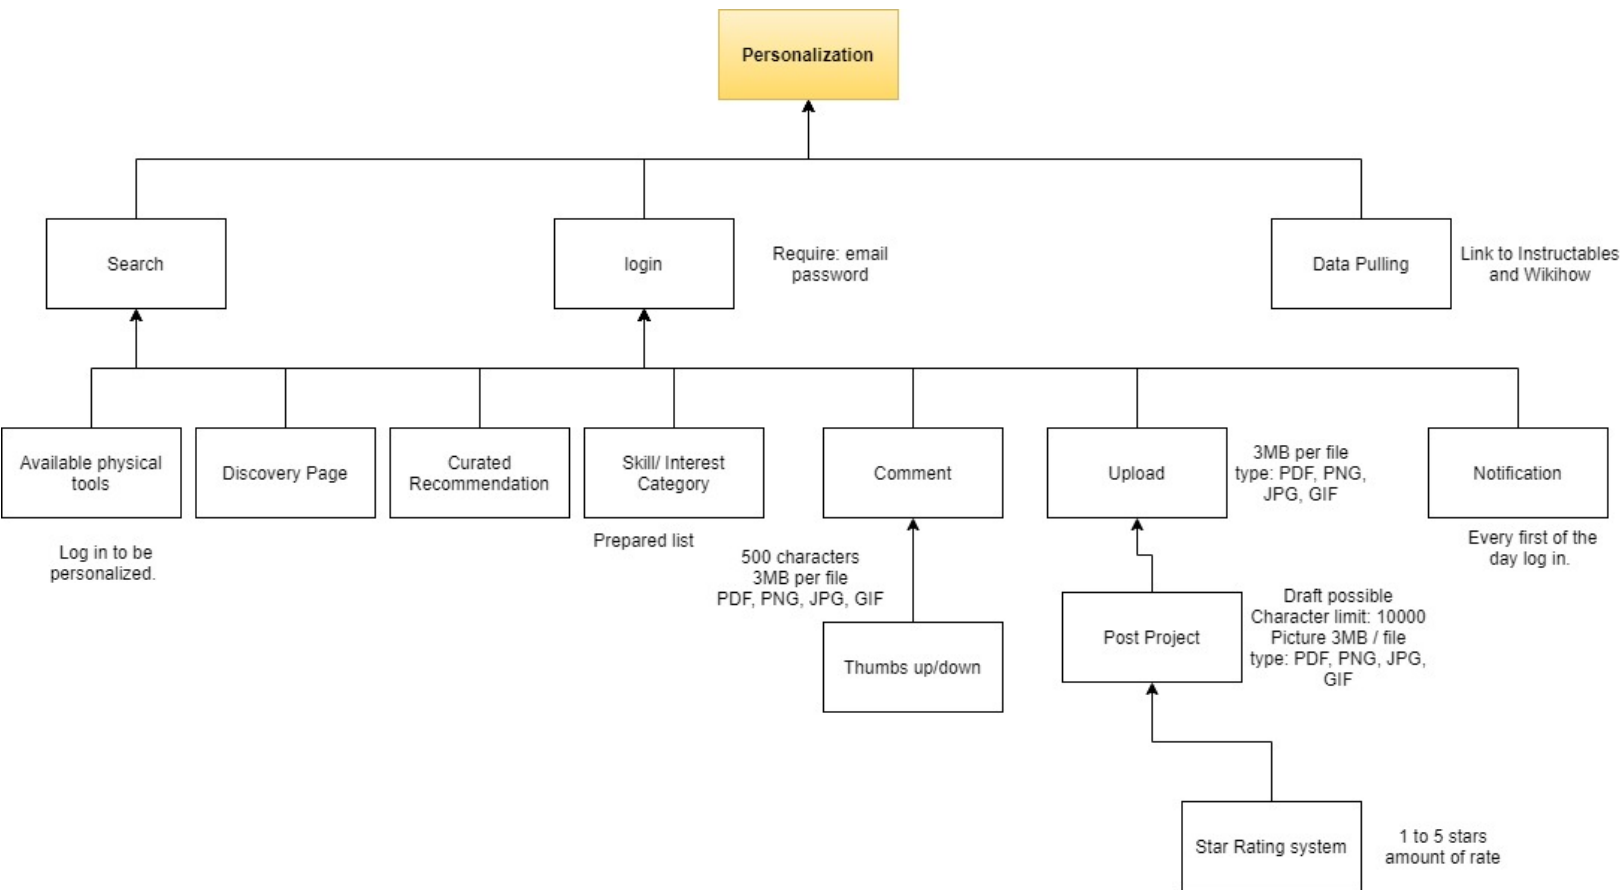 Personalization
Search
login
Require: email
password
Data Pulling
Link to Instructables
and Wikihow
Available physical
tools
Discovery Page
Curated
Recommendation
Skill/ Interest
Category
Comment
Upload
3MB per file
type: PDF, PNG,
JPG, GIF
Notification
Log in to be
personalized.
Prepared list
500 characters
3MB per file
PDF, PNG, JPG, GIF
Every first of the
day log in.
Thumbs up/down
Post Project
Draft possible
Character limit: 10000
Picture 3MB / file
type: PDF, PNG, JPG,
GIF
Star Rating system
1 to 5 stars
amount of rate